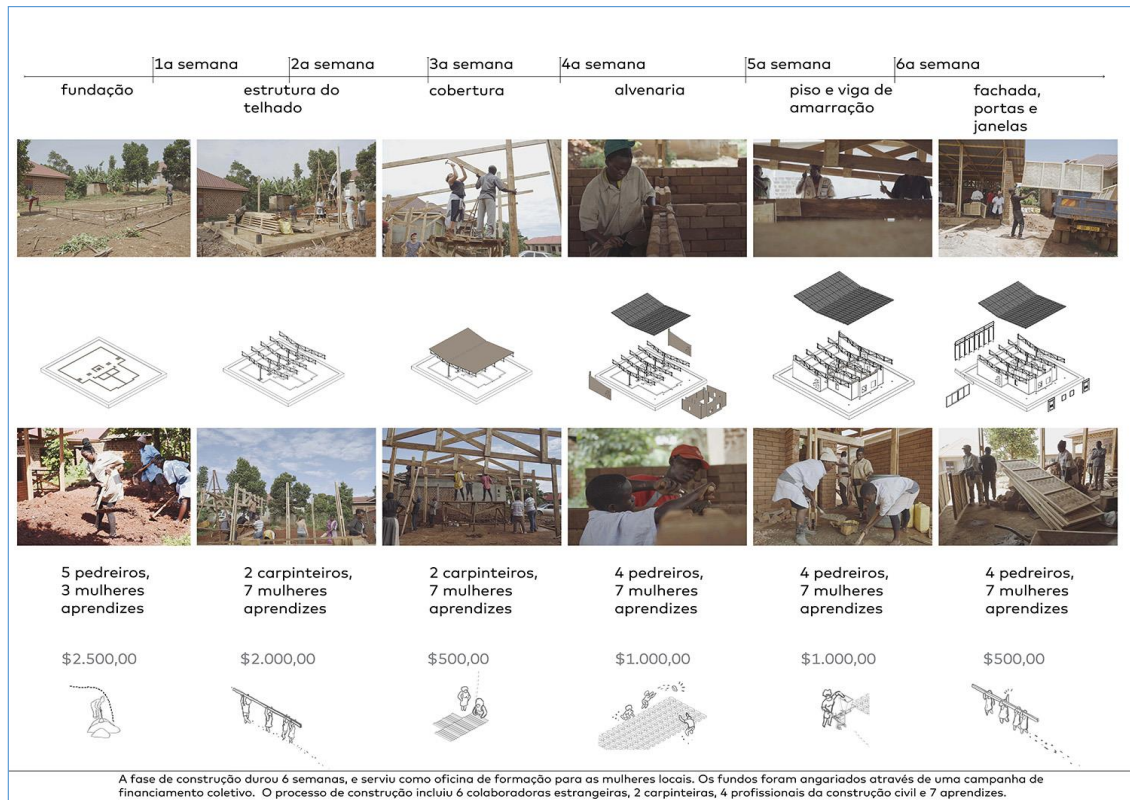 1a semana
2a semana
3a semana
4a semana
5a semana
6a semana
fundação
estrutura do
telhado
cobertura
alvenaria
piso e viga de
amarração
fachada,
portas e
janelas
5 pedreiros,
3 mulheres
aprendizes
2 carpinteiros,
7 mulheres
aprendizes
2 carpinteiros,
7 mulheres
aprendizes
4 pedreiros,
7 mulheres
aprendizes
4 pedreiros,
7 mulheres
aprendizes
4 pedreiros,
7 mulheres
aprendizes
$2.500,00
$2.000,00
$500,00
$1.000,00
$1.000,00
$500,00
A fase de construção durou 6 semanas, e serviu como oficina de formação para as mulheres locais. Os fundos foram angariados através de uma campanha de
financiamento coletivo. O processo de construção incluiu 6 colaboradoras estrangeiras, 2 carpinteiras, 4 profissionais da construção civil e 7 aprendizes.